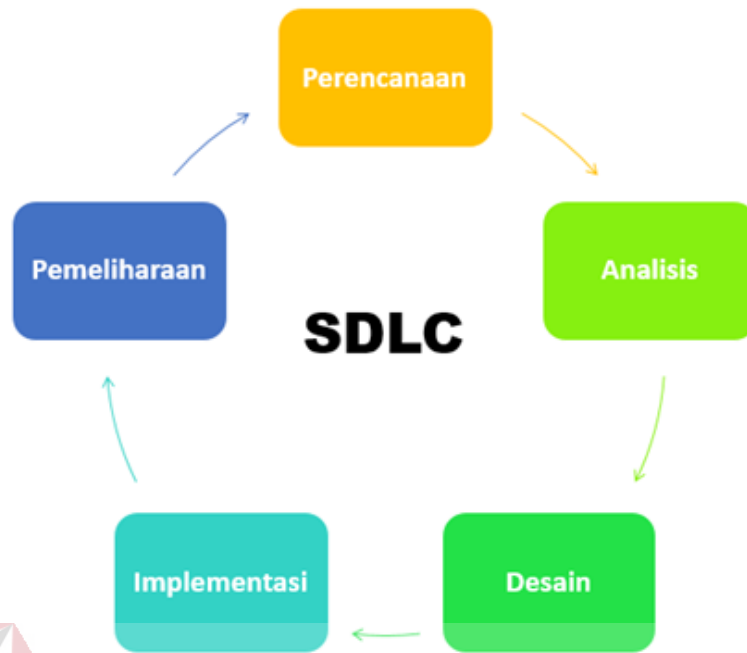 Perencanaan
Analisis
Desain
Implementasi
Pemeliharaan
SDLC